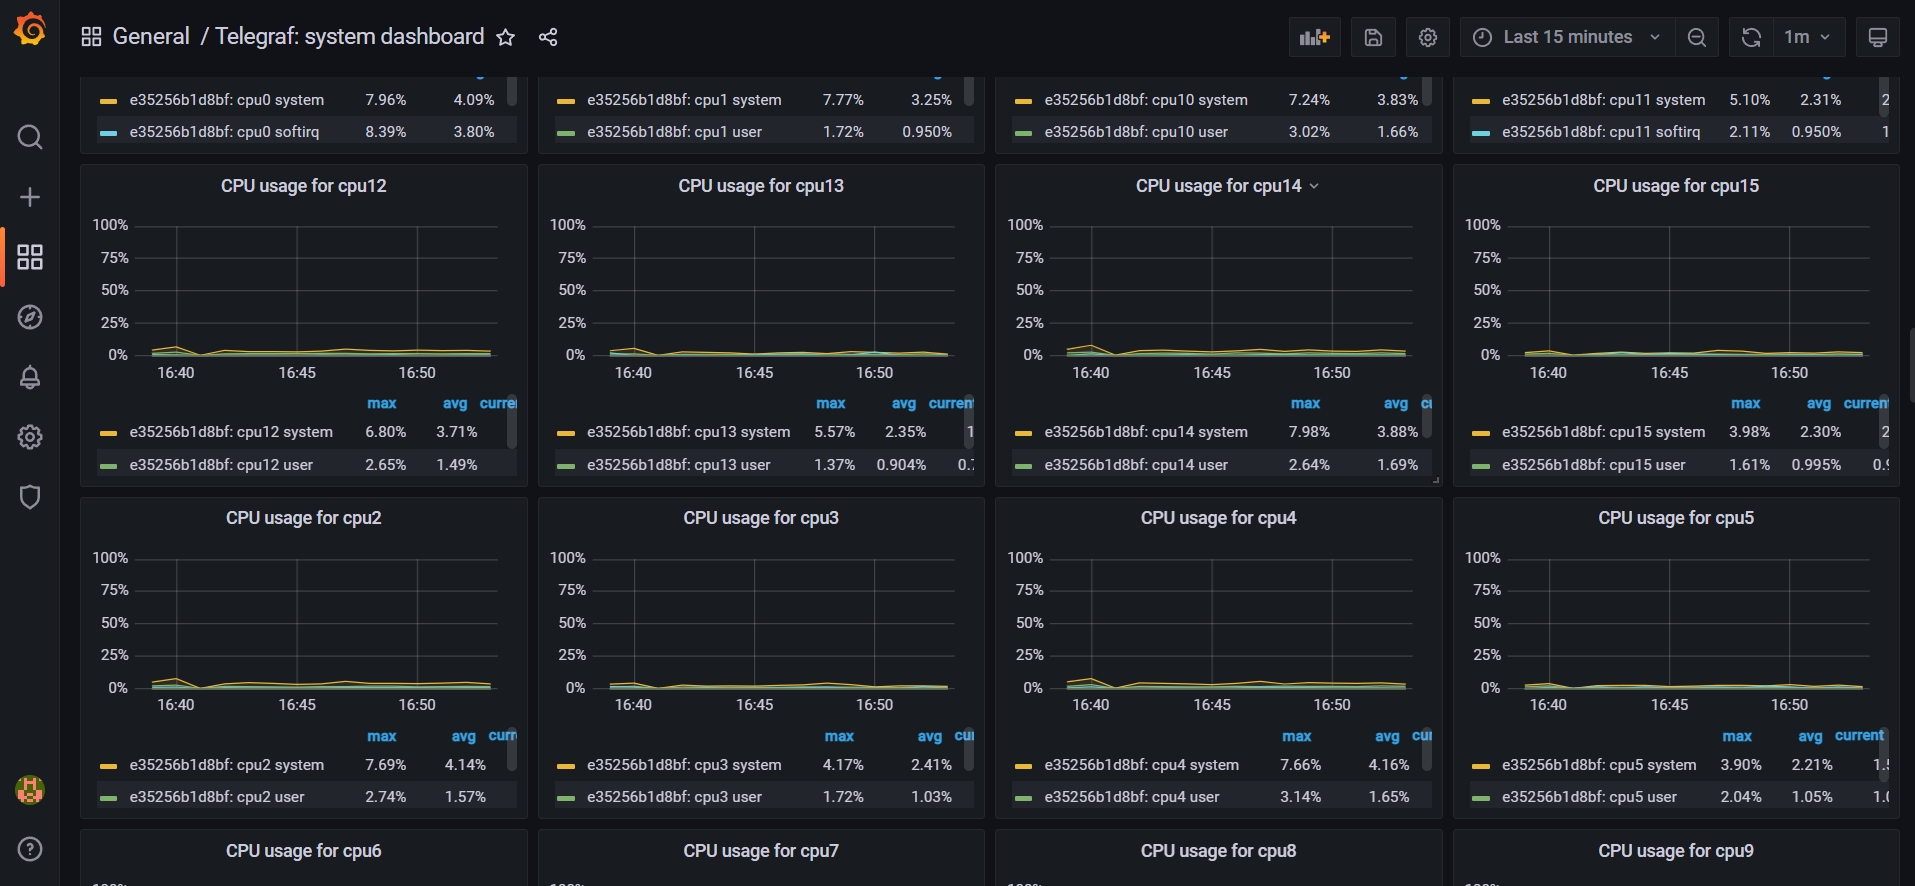 General / Telegraf: system dashboard
Last 15 minutes
1m
e35256b1d8bf: cpu0 system 7.96% 4.09%
e35256b1d8bf: cpu0 softirq 8.39% 3.80%
e35256b1d8bf: cpu1 system 7.77% 3.25%
e35256b1d8bf: cpu1 user 1.72% 0.950%
e35256b1d8bf: cpu10 system 7.24% 3.83%
e35256b1d8bf: cpu10 user 3.02% 1.66%
e35256b1d8bf: cpu11 system 5.10% 2.31% 2
e35256b1d8bf: cpu11 softirq 2.11% 0.950% 1
CPU usage for cpu12
100%
75%
50%
25%
0%
16:40 16:45 16:50
max avg curre
e35256b1d8bf: cpu12 system 6.80% 3.71%
e35256b1d8bf: cpu12 user 2.65% 1.49%
CPU usage for cpu13
100%
75%
50%
25%
0%
16:40 16:45 16:50
max avg current
e35256b1d8bf: cpu13 system 5.57% 2.35% 1
e35256b1d8bf: cpu13 user 1.37% 0.904% 0.7
CPU usage for cpu14
100%
75%
50%
25%
0%
16:40 16:45 16:50
max avg cu
e35256b1d8bf: cpu14 system 7.98% 3.88%
e35256b1d8bf: cpu14 user 2.64% 1.69%
CPU usage for cpu15
100%
75%
50%
25%
0%
16:40 16:45 16:50
max avg current
e35256b1d8bf: cpu15 system 3.98% 2.30% 2
e35256b1d8bf: cpu15 user 1.61% 0.995% 0.9
CPU usage for cpu2
100%
75%
50%
25%
0%
16:40 16:45 16:50
max avg curr
e35256b1d8bf: cpu2 system 7.69% 4.14%
e35256b1d8bf: cpu2 user 2.74% 1.57%
CPU usage for cpu3
100%
75%
50%
25%
0%
16:40 16:45 16:50
max avg cu
e35256b1d8bf: cpu3 system 4.17% 2.41%
e35256b1d8bf: cpu3 user 1.72% 1.03%
CPU usage for cpu4
100%
75%
50%
25%
0%
16:40 16:45 16:50
max avg cur
e35256b1d8bf: cpu4 system 7.66% 4.16%
e35256b1d8bf: cpu4 user 3.14% 1.65%
CPU usage for cpu5
100%
75%
50%
25%
0%
16:40 16:45 16:50
max avg current
e35256b1d8bf: cpu5 system 3.90% 2.21% 1.5
e35256b1d8bf: cpu5 user 2.04% 1.05% 1.0
CPU usage for cpu6
CPU usage for cpu7
CPU usage for cpu8
CPU usage for cpu9